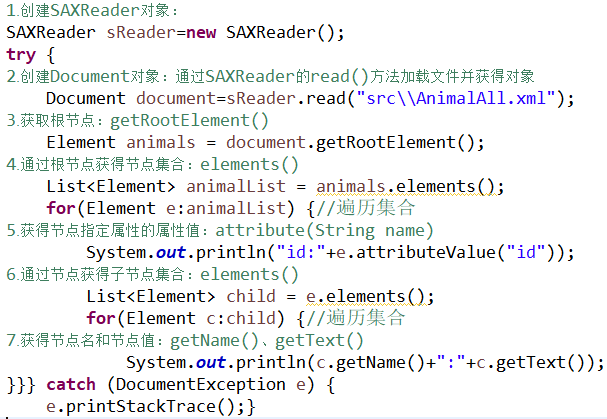 1.创建SAXReader对象：
SAXReader sReader=new SAXReader();
try {
2.创建Document对象：通过SAXReader的read()方法加载文件并获得对象
Document document=sReader.read("src\\AnimalAll.xml");
3.获取根节点：getRootElement()
Element animals = document.getRootElement();
4.通过根节点获得节点集合：elements()
List<Element> animalList = animals.elements();
for(Element e:animalList) {//遍历集合
5.获得节点指定属性的属性值：attribute(String name)
System.out.println("id:"+e.attributeValue("id"));
6.通过节点获得子节点集合：elements()
List<Element> child = e.elements();
for(Element c:child) {//遍历集合
7.获得节点名和节点值：getName()、getText()
System.out.println(c.getName()+":"+c.getText());
}}} catch (DocumentException e) {
e.printStackTrace();}